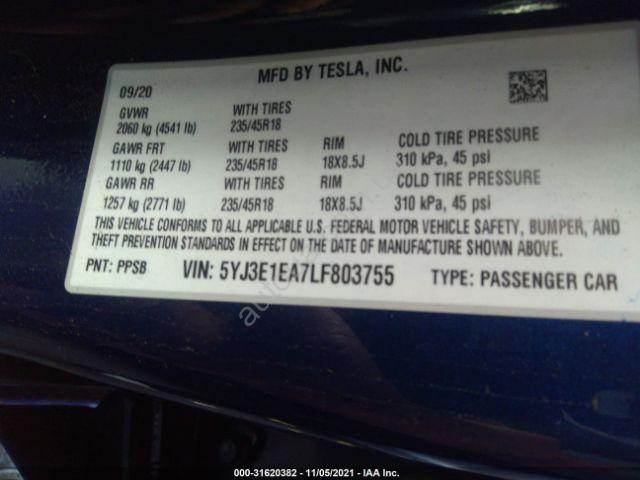 MFD BY TESLA, INC.
09/20
GVWR WITH TIRES
2060 kg (4541 lb) 235/45R18
GAWR FRT WITH TIRES RIM COLD TIRE PRESSURE
1110 kg (2447 lb) 235/45R18 18X8.5J 310 kPa, 45 psi
GAWR RR WITH TIRES RIM COLD TIRE PRESSURE
1257 kg (2771 lb) 235/45R18 18X8.5J 310 kPa, 45 psi
THIS VEHICLE CONFORMS TO ALL APPLICABLE U.S. FEDERAL MOTOR VEHICLE SAFETY, BUMPER, AND
THEFT PREVENTION STANDARDS IN EFFECT ON THE DATE OF MANUFACTURE SHOWN ABOVE.
PNT: PPSB VIN: 5YJ3E1EA7LF803755 TYPE: PASSENGER CAR
000-31620382 - 11/05/2021 - IAA Inc.